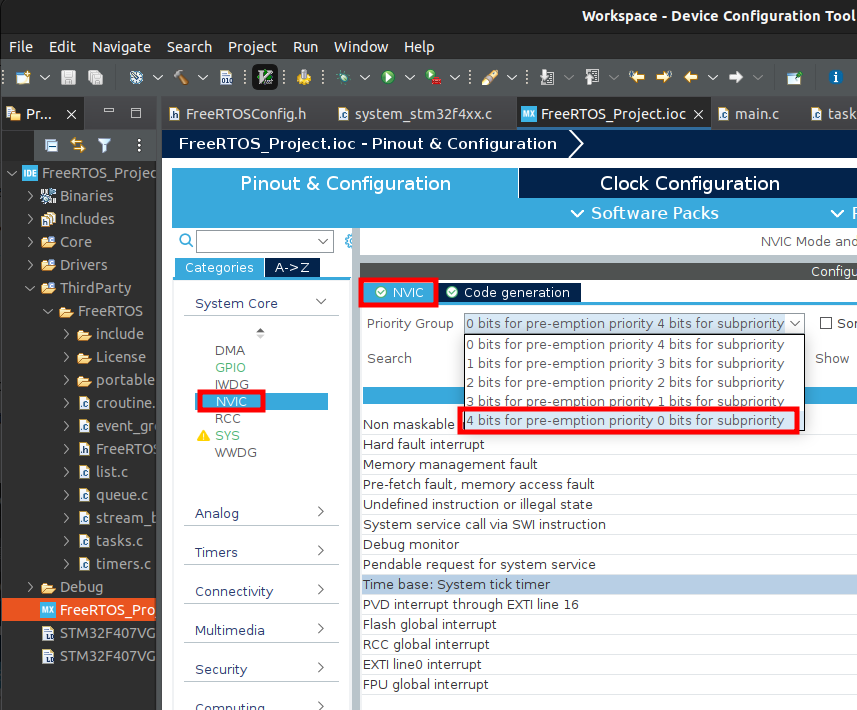 Workspace - Device Configuration Tool
File Edit Navigate Search Project Run Window Help
Pr...
FreeRTOSConfig.h
system_stm32f4xx.c
FreeRTOS_Project.ioc
main.c
task
FreeRTOS_Project.ioc - Pinout & Configuration
FreeRTOS_Projec
Binaries
Includes
Core
Drivers
ThirdParty
FreeRTOS
include
License
portable
croutine.
event_gr
FreeRTOS
list.c
queue.c
stream_b
tasks.c
timers.c
Debug
FreeRTOS_Pro
STM32F407VG
STM32F407VG
Pinout & Configuration
Clock Configuration
Software Packs
P
Categories
A->Z
System Core
DMA
GPIO
IWDG
NVIC
RCC
SYS
WWDG
Analog
Timers
Connectivity
Multimedia
Security
Computing
NVIC Mode and
Configu
NVIC
Code generation
Priority Group
0 bits for pre-emption priority 4 bits for subpriority
Sor
Search
Show
0 bits for pre-emption priority 4 bits for subpriority
1 bits for pre-emption priority 3 bits for subpriority
2 bits for pre-emption priority 2 bits for subpriority
3 bits for pre-emption priority 1 bits for subpriority
4 bits for pre-emption priority 0 bits for subpriority
Non maskable
Hard fault interrupt
Memory management fault
Pre-fetch fault, memory access fault
Undefined instruction or illegal state
System service call via SWI instruction
Debug monitor
Pendable request for system service
Time base: System tick timer
PVD interrupt through EXTI line 16
Flash global interrupt
RCC global interrupt
EXTI line0 interrupt
FPU global interrupt